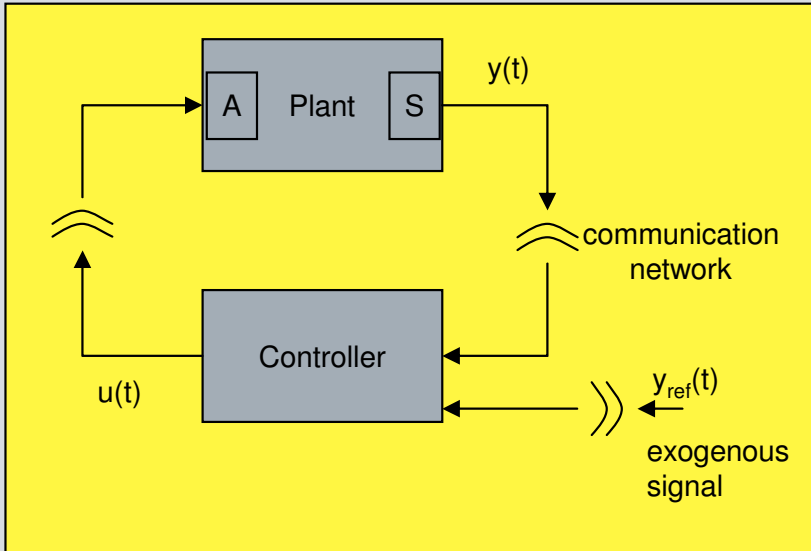 y(t)
A
Plant
S
communication
network
Controller
u(t)
y_ref(t)
exogenous
signal